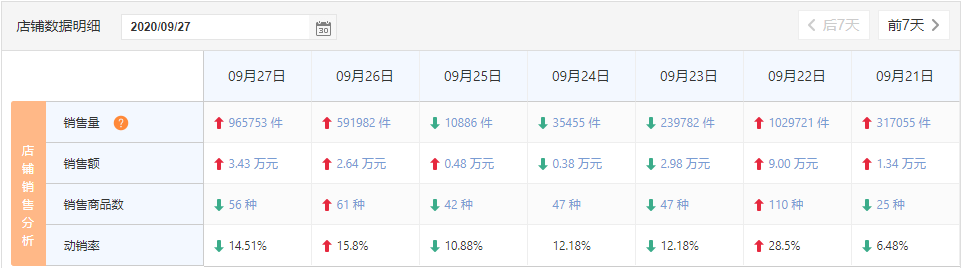 店铺数据明细 2020/09/27 30 后7天 前7天
09月27日 09月26日 09月25日 09月24日 09月23日 09月22日 09月21日
店铺销售分析
销售量 ? 965753 件 591982 件 10886 件 35455 件 239782 件 1029721 件 317055 件
销售额 3.43 万元 2.64 万元 0.48 万元 0.38 万元 2.98 万元 9.00 万元 1.34 万元
销售商品数 56 种 61 种 42 种 47 种 47 种 110 种 25 种
动销率 14.51% 15.8% 10.88% 12.18% 12.18% 28.5% 6.48%